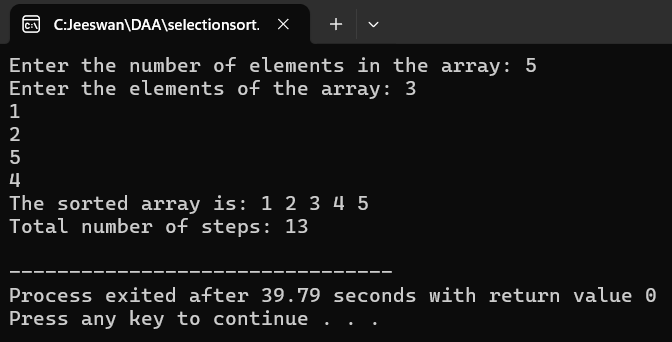 C:Jeeswan\DAA\selectionsort.
Enter the number of elements in the array: 5
Enter the elements of the array: 3
1
2
5
4
The sorted array is: 1 2 3 4 5
Total number of steps: 13
--------------------------------
Process exited after 39.79 seconds with return value 0
Press any key to continue . . .